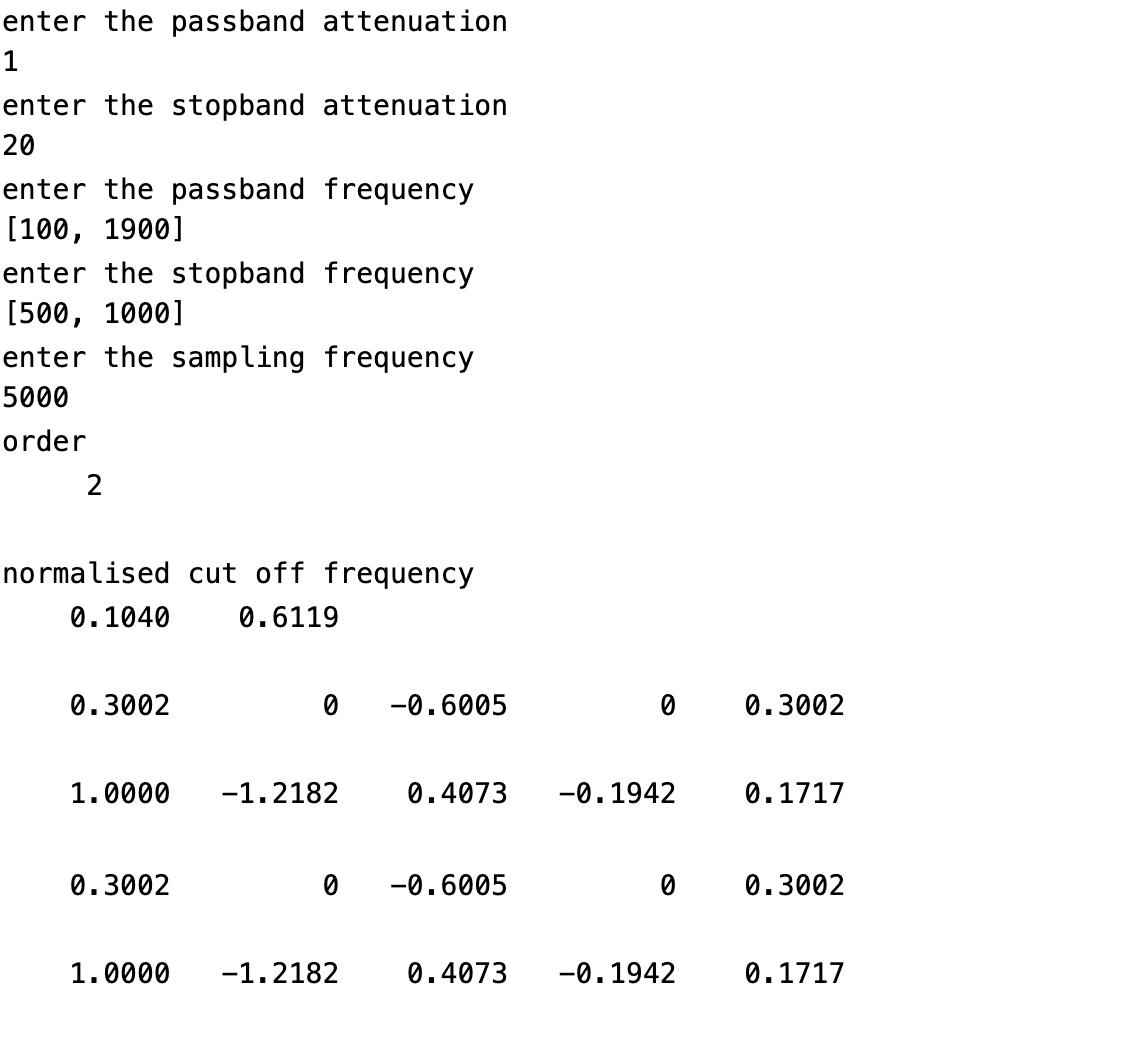 enter the passband attenuation
1
enter the stopband attenuation
20
enter the passband frequency
[100, 1900]
enter the stopband frequency
[500, 1000]
enter the sampling frequency
5000
order
2
normalised cut off frequency
0.1040 0.6119
0.3002 0 −0.6005 0 0.3002
1.0000 −1.2182 0.4073 −0.1942 0.1717
0.3002 0 −0.6005 0 0.3002
1.0000 −1.2182 0.4073 −0.1942 0.1717